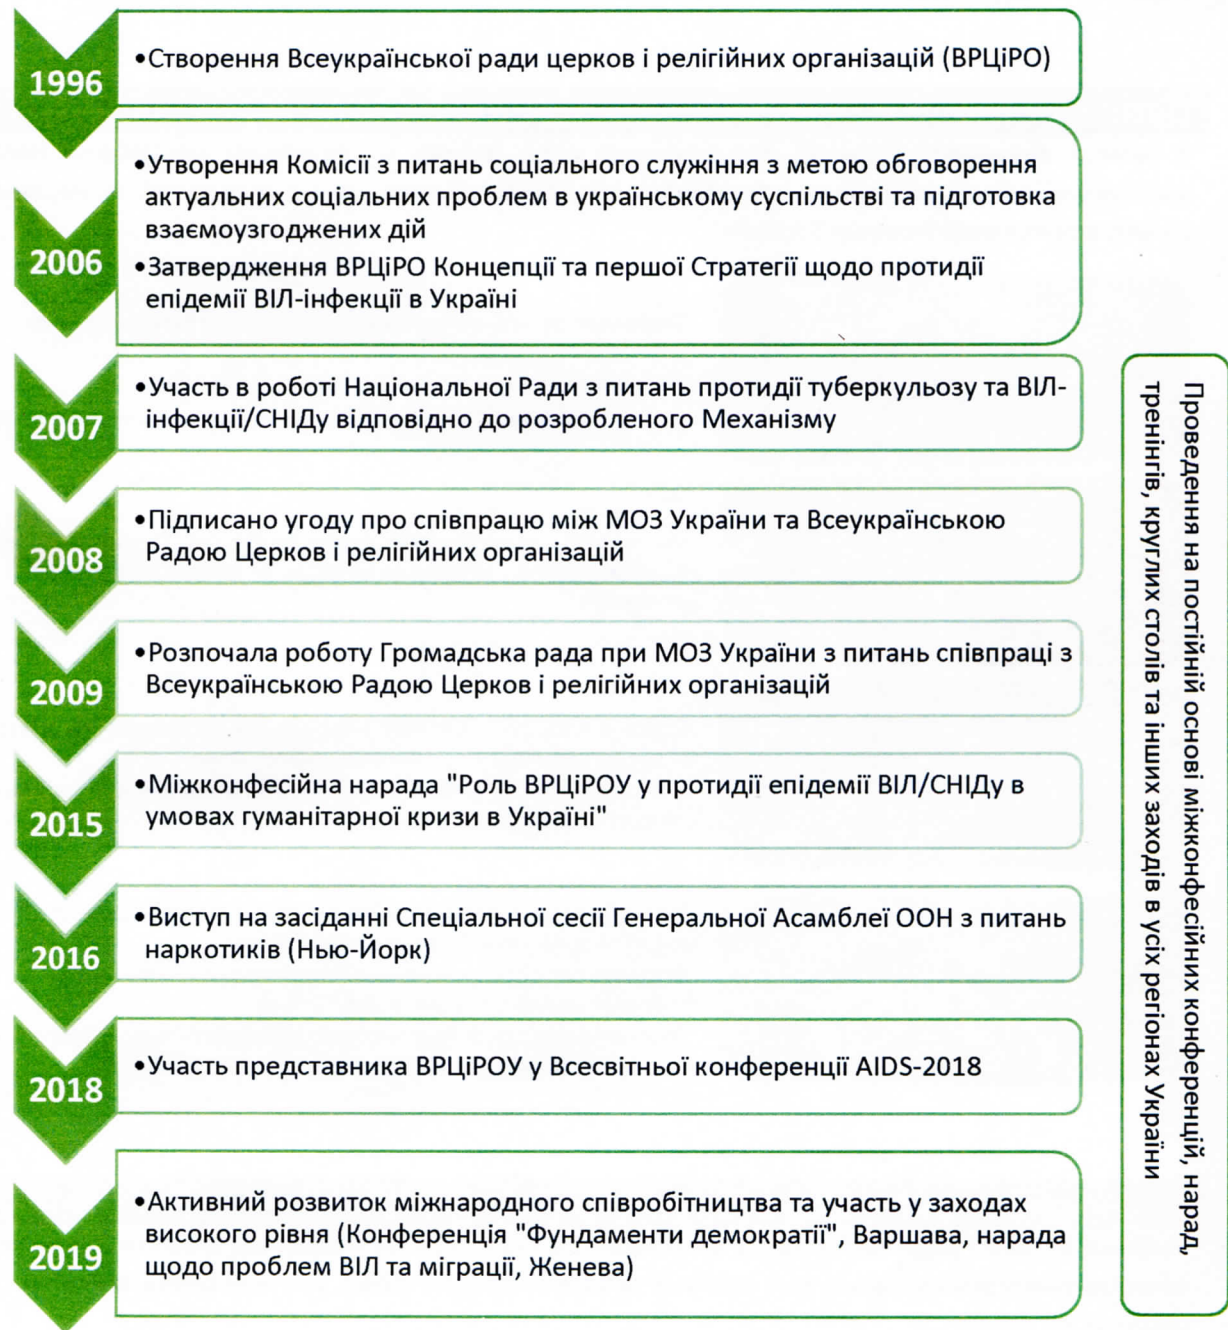 1996
•Створення Всеукраїнської ради церков і релігійних організацій (ВРЦіРО)
2006
•Утворення Комісії з питань соціального служіння з метою обговорення
актуальних соціальних проблем в українському суспільстві та підготовка
взаємоузгоджених дій
•Затвердження ВРЦіРО Концепції та першої Стратегії щодо протидії
епідемії ВІЛ-інфекції в Україні
2007
•Участь в роботі Національної Ради з питань протидії туберкульозу та ВІЛ-
інфекції/СНІДу відповідно до розробленого Механізму
2008
•Підписано угоду про співпрацю між МОЗ України та Всеукраїнською
Радою Церков і релігійних організацій
2009
•Розпочала роботу Громадська рада при МОЗ України з питань співпраці з
Всеукраїнською Радою Церков і релігійних організацій
2015
•Міжконфесійна нарада "Роль ВРЦіРОУ у протидії епідемії ВІЛ/СНІДу в
умовах гуманітарної кризи в Україні"
2016
•Виступ на засіданні Спеціальної сесії Генеральної Асамблеї ООН з питань
наркотиків (Нью-Йорк)
2018
•Участь представника ВРЦіРОУ у Всесвітньої конференції AIDS-2018
2019
•Активний розвиток міжнародного співробітництва та участь у заходах
високого рівня (Конференція "Фундаменти демократії", Варшава, нарада
щодо проблем ВІЛ та міграції, Женева)
Проведення на постійній основі міжконфесійних конференцій, нарад,
тренінгів, круглих столів та інших заходів в усіх регіонах України